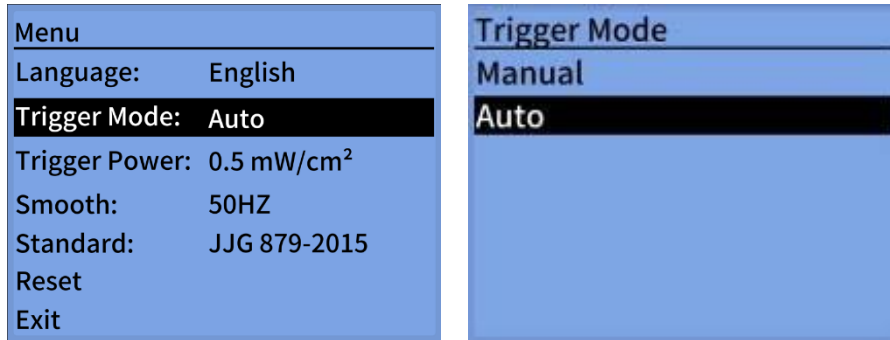 Menu
Language: English
Trigger Mode: Auto
Trigger Power: 0.5 mW/cm²
Smooth: 50HZ
Standard: JJG 879-2015
Reset
Exit
Trigger Mode
Manual
Auto